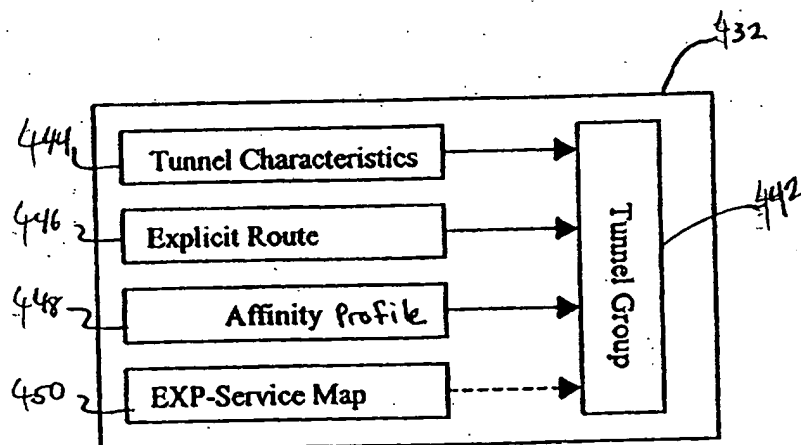 432
444
Tunnel Characteristics
446
Explicit Route
442
Tunnel Group
448
Affinity Profile
450
EXP-Service Map